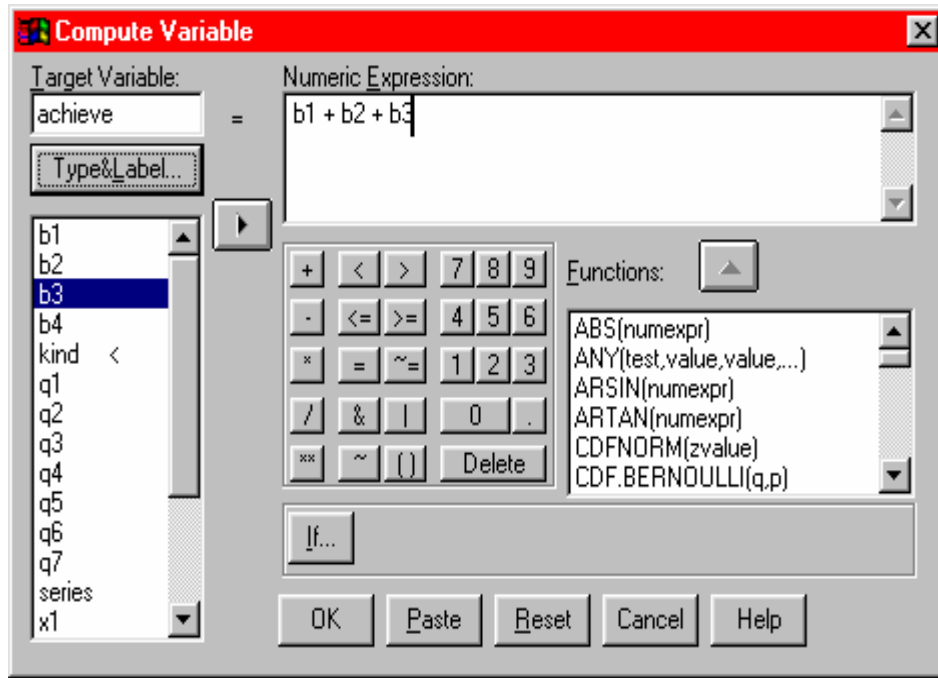 Compute Variable
Target Variable:
achieve
=
Numeric Expression:
b1 + b2 + b3
Type&Label...
b1
b2
b3
b4
kind <
q1
q2
q3
q4
q5
q6
q7
series
x1
+ < > 7 8 9
- <= >= 4 5 6
* = ~= 1 2 3
/ & | 0 .
** ~ () Delete
Functions:
ABS(numexpr)
ANY(test,value,value,...)
ARSIN(numexpr)
ARTAN(numexpr)
CDFNORM(zvalue)
CDF.BERNOULLI(q,p)
If...
OK Paste Reset Cancel Help